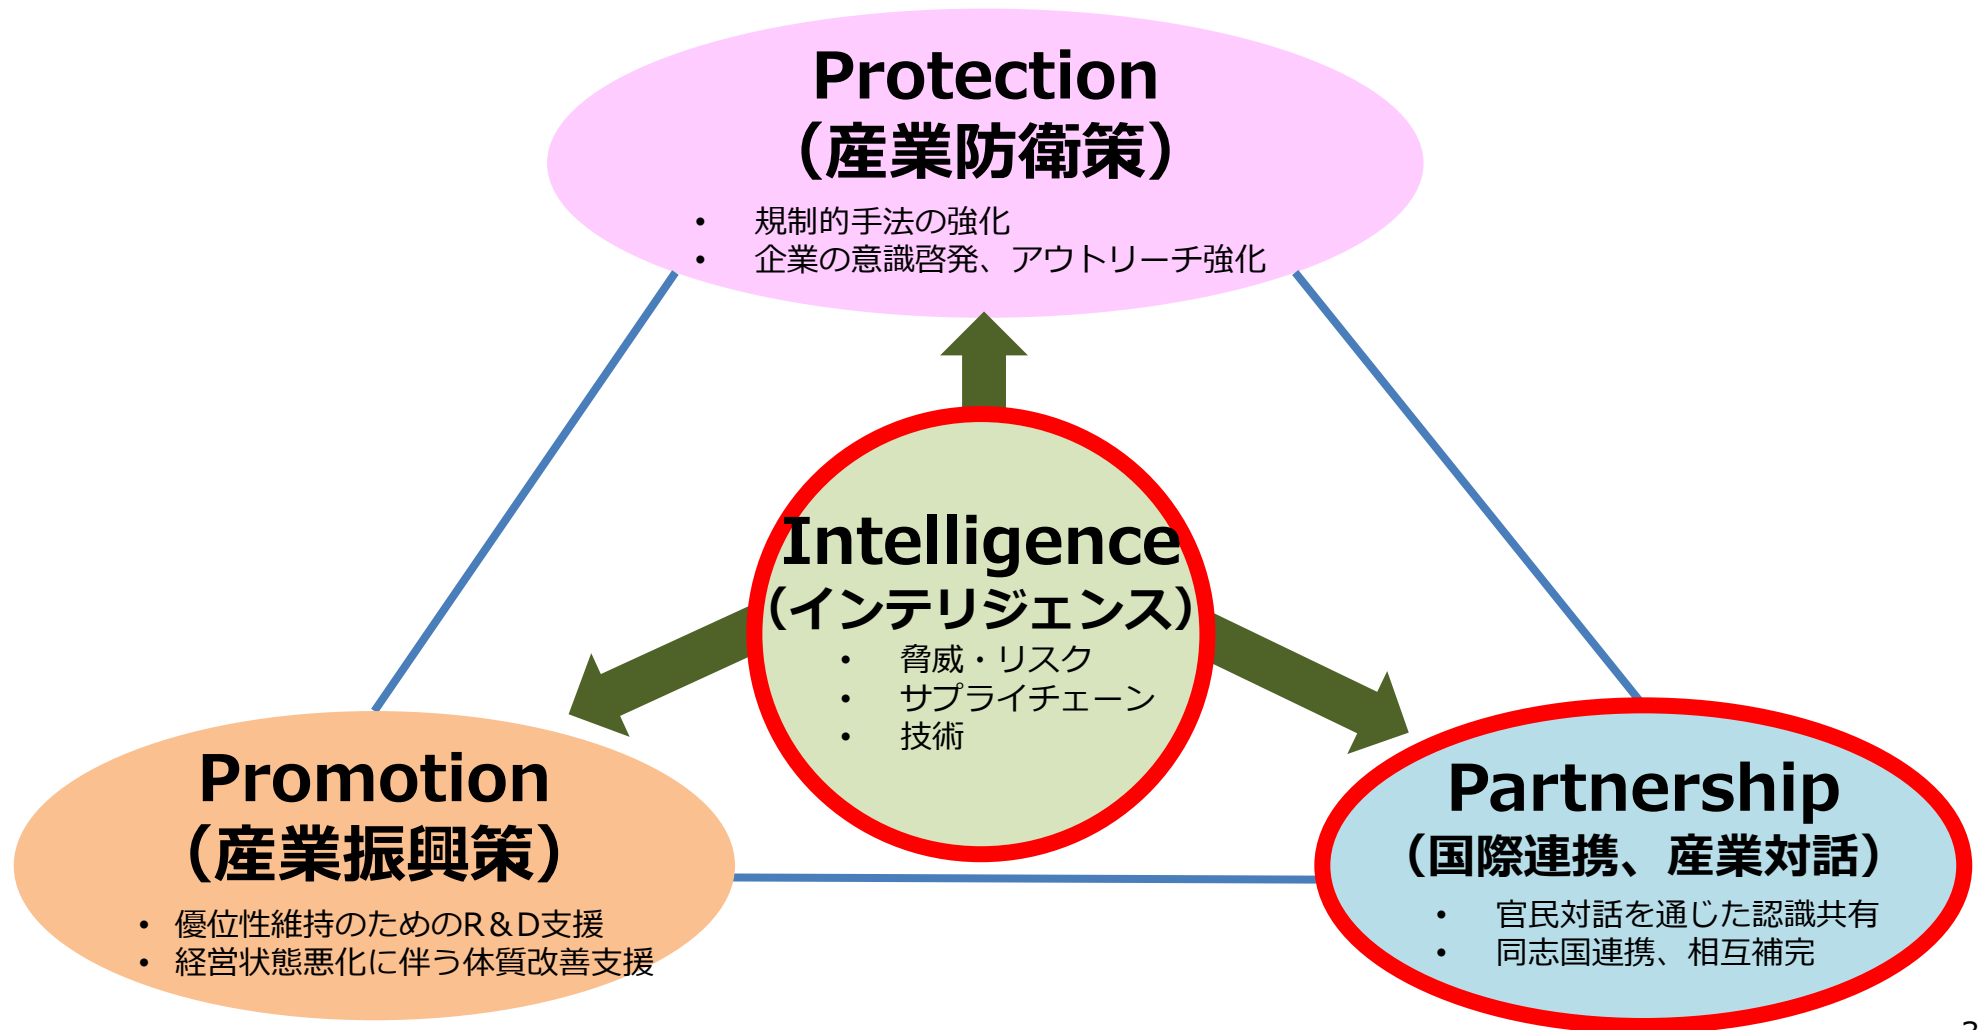 Protection
（産業防衛策）
• 規制的手法の強化
• 企業の意識啓発、アウトリーチ強化
Intelligence
（インテリジェンス）
• 脅威・リスク
• サプライチェーン
• 技術
Promotion
（産業振興策）
• 優位性維持のためのR＆D支援
• 経営状態悪化に伴う体質改善支援
Partnership
（国際連携、産業対話）
• 官民対話を通じた認識共有
• 同志国連携、相互補完